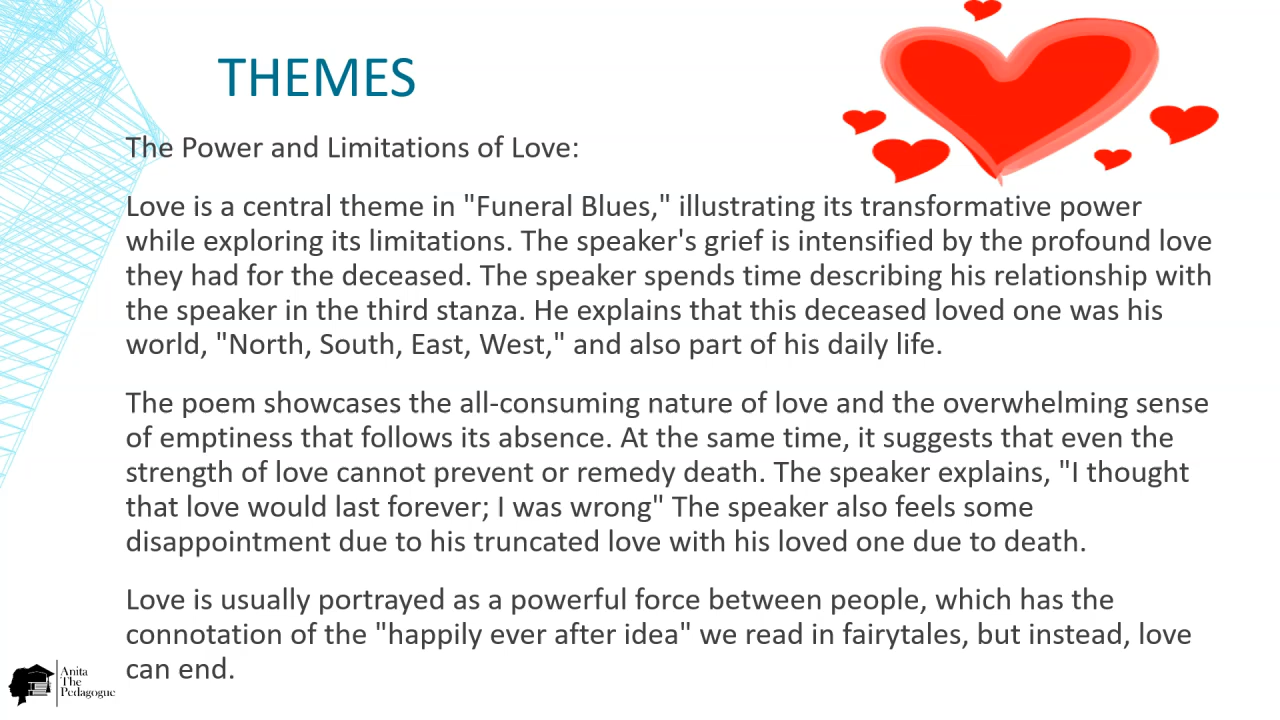 THEMES
The Power and Limitations of Love:
Love is a central theme in "Funeral Blues," illustrating its transformative power
while exploring its limitations. The speaker's grief is intensified by the profound love
they had for the deceased. The speaker spends time describing his relationship with
the speaker in the third stanza. He explains that this deceased loved one was his
world, "North, South, East, West," and also part of his daily life.
The poem showcases the all-consuming nature of love and the overwhelming sense
of emptiness that follows its absence. At the same time, it suggests that even the
strength of love cannot prevent or remedy death. The speaker explains, "I thought
that love would last forever; I was wrong" The speaker also feels some
disappointment due to his truncated love with his loved one due to death.
Love is usually portrayed as a powerful force between people, which has the
connotation of the "happily ever after idea" we read in fairytales, but instead, love
can end.
Anita
The
Pedagogue